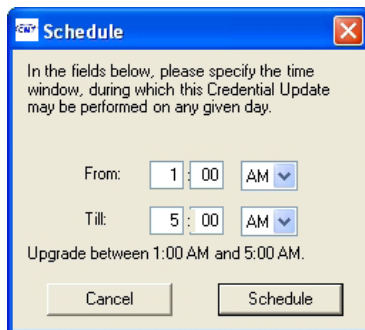 Schedule
In the fields below, please specify the time
window, during which this Credential Update
may be performed on any given day.
From: 1 : 00 AM
Till: 5 : 00 AM
Upgrade between 1:00 AM and 5:00 AM.
Cancel Schedule